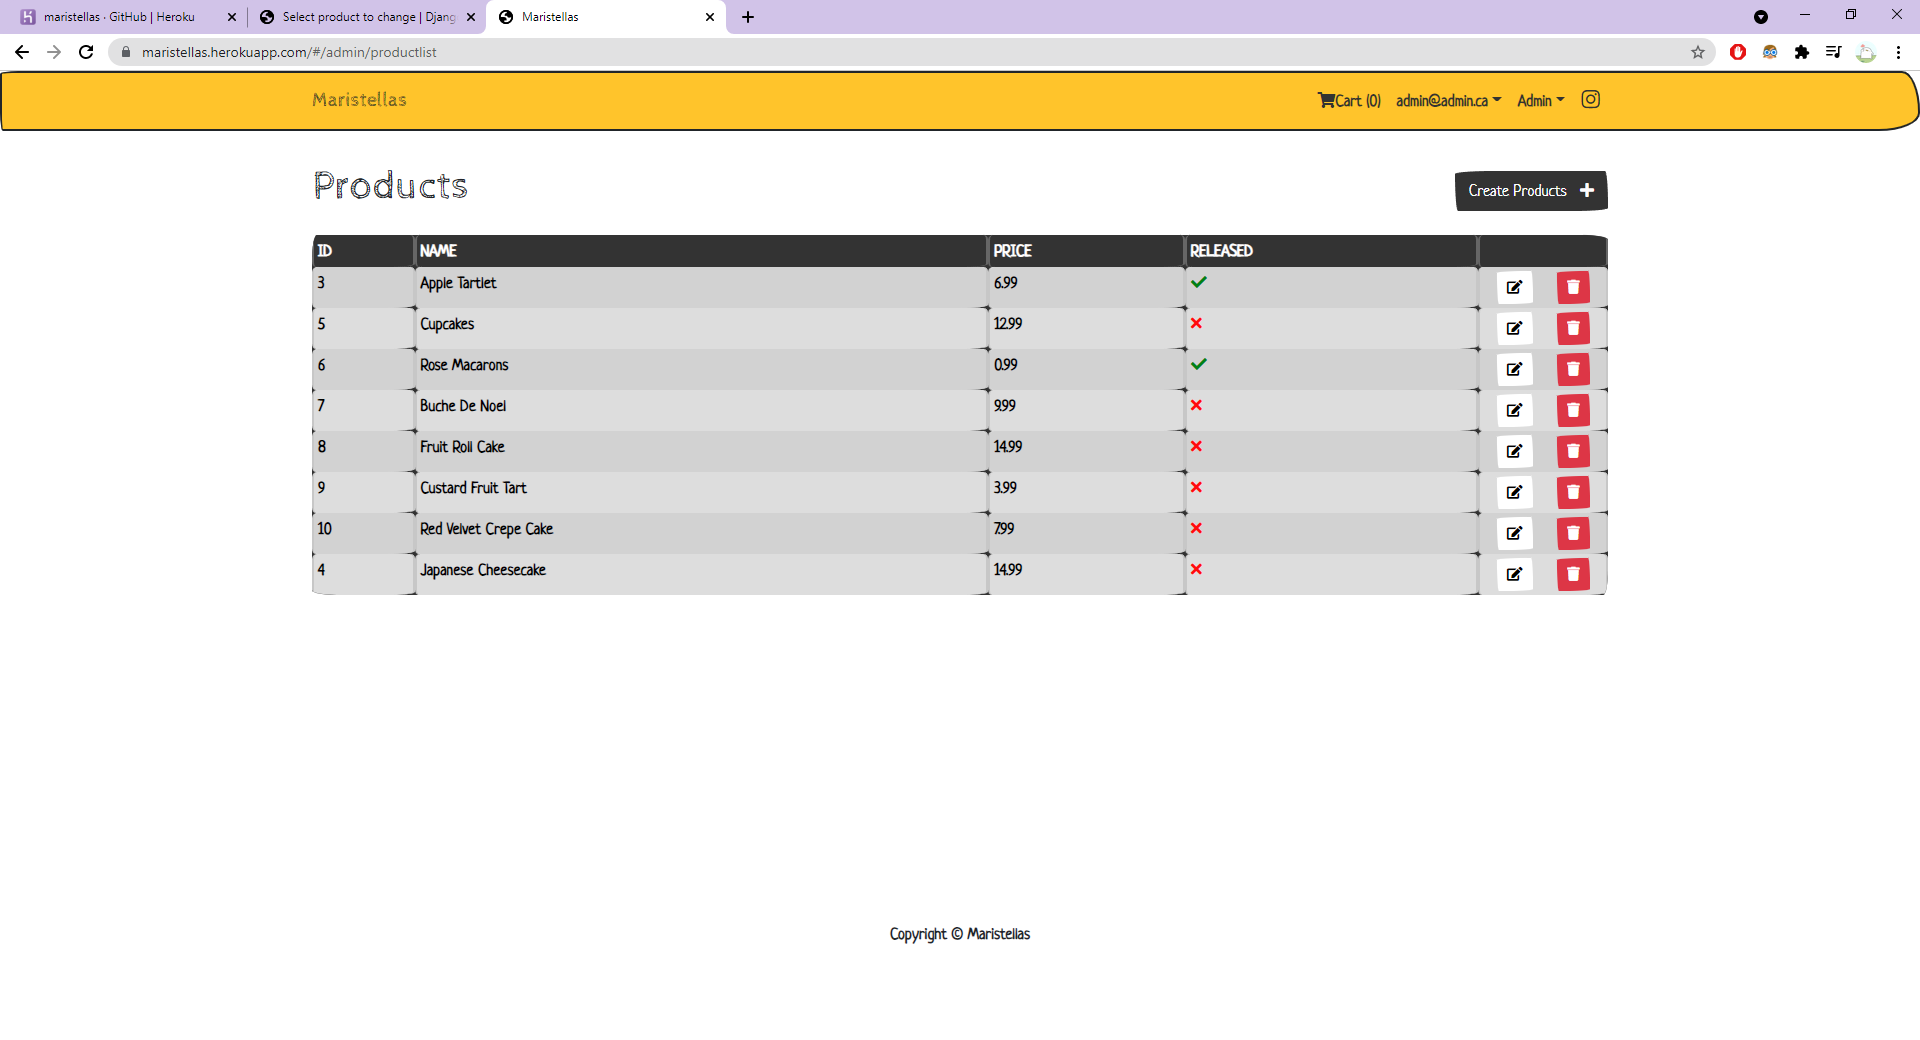 maristellas · GitHub | Heroku
Select product to change | Djang
Maristellas
maristellas.herokuapp.com/#/admin/productlist
Maristellas
Cart (0) admin@admin.ca Admin
Products
Create Products
ID NAME PRICE RELEASED
3 Apple Tartlet 6.99
5 Cupcakes 12.99
6 Rose Macarons 0.99
7 Buche De Noel 9.99
8 Fruit Roll Cake 14.99
9 Custard Fruit Tart 3.99
10 Red Velvet Crepe Cake 7.99
4 Japanese Cheesecake 14.99
Copyright © Maristellas